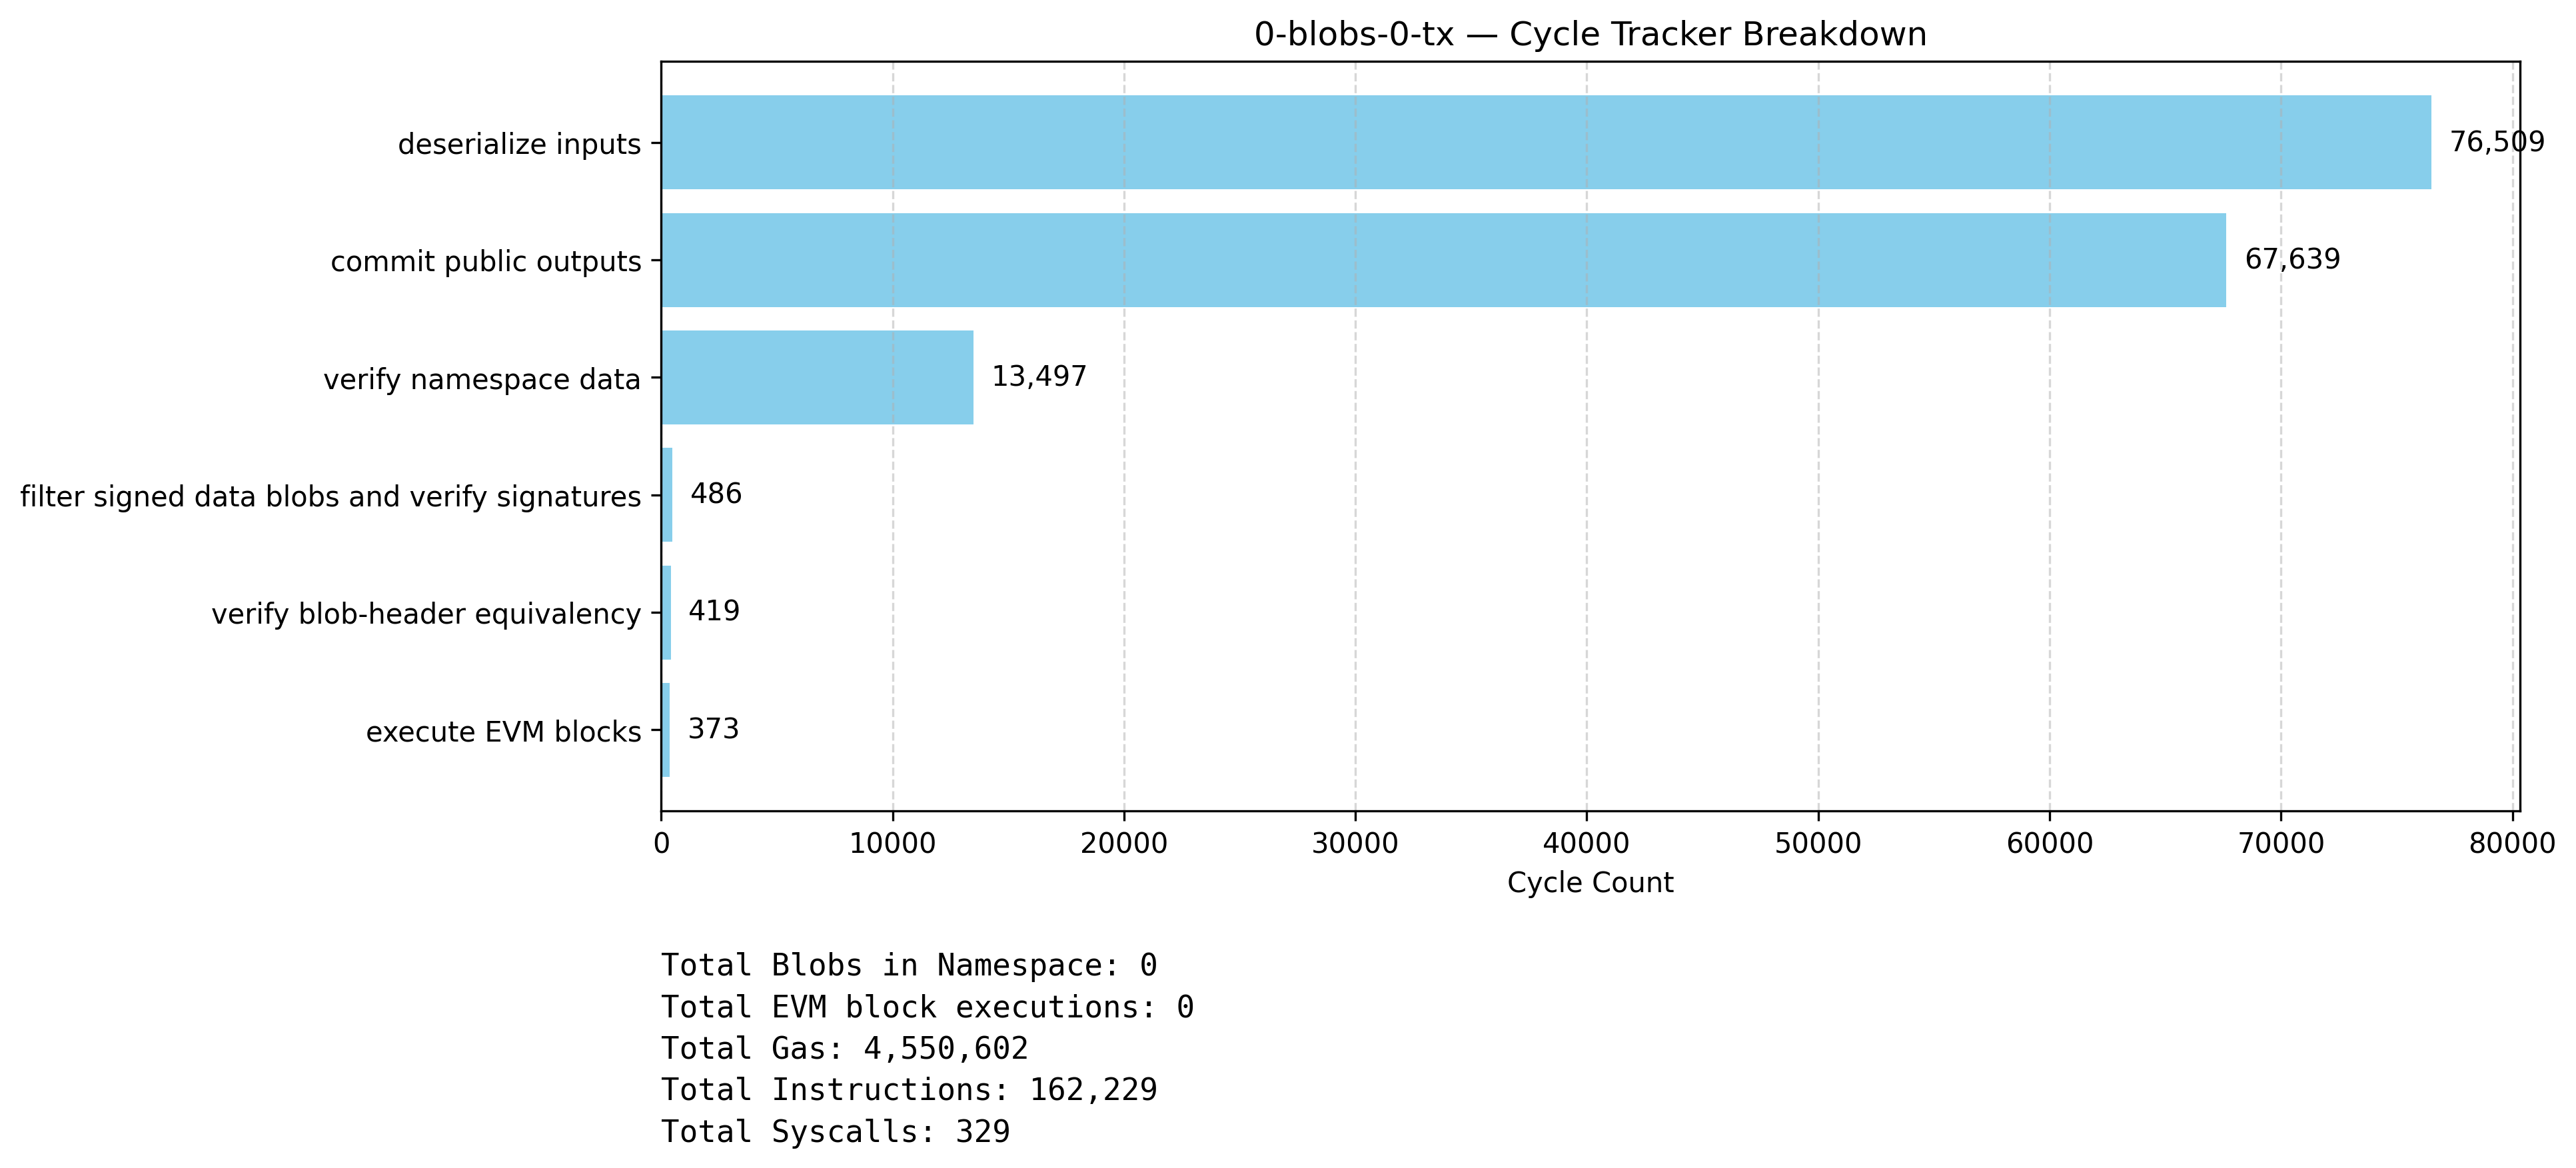 0-blobs-0-tx — Cycle Tracker Breakdown
deserialize inputs 76,509
commit public outputs 67,639
verify namespace data 13,497
filter signed data blobs and verify signatures 486
verify blob-header equivalency 419
execute EVM blocks 373
0 10000 20000 30000 40000 50000 60000 70000 80000
Cycle Count
Total Blobs in Namespace: 0
Total EVM block executions: 0
Total Gas: 4,550,602
Total Instructions: 162,229
Total Syscalls: 329